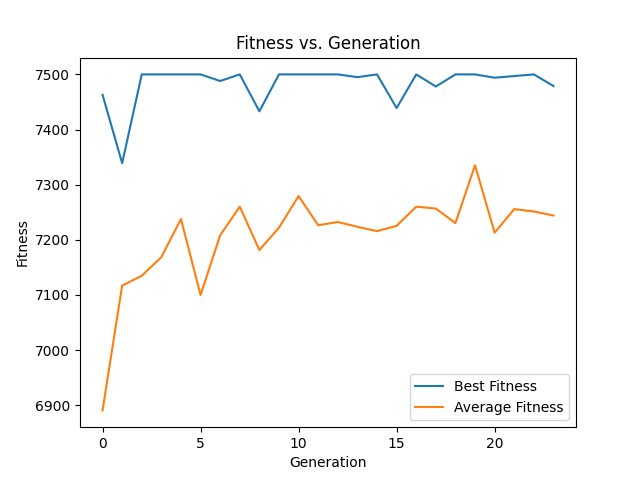 Fitness vs. Generation
7500
7400
7300
7200
7100
7000
6900
Fitness
0 5 10 15 20
Generation
Best Fitness
Average Fitness